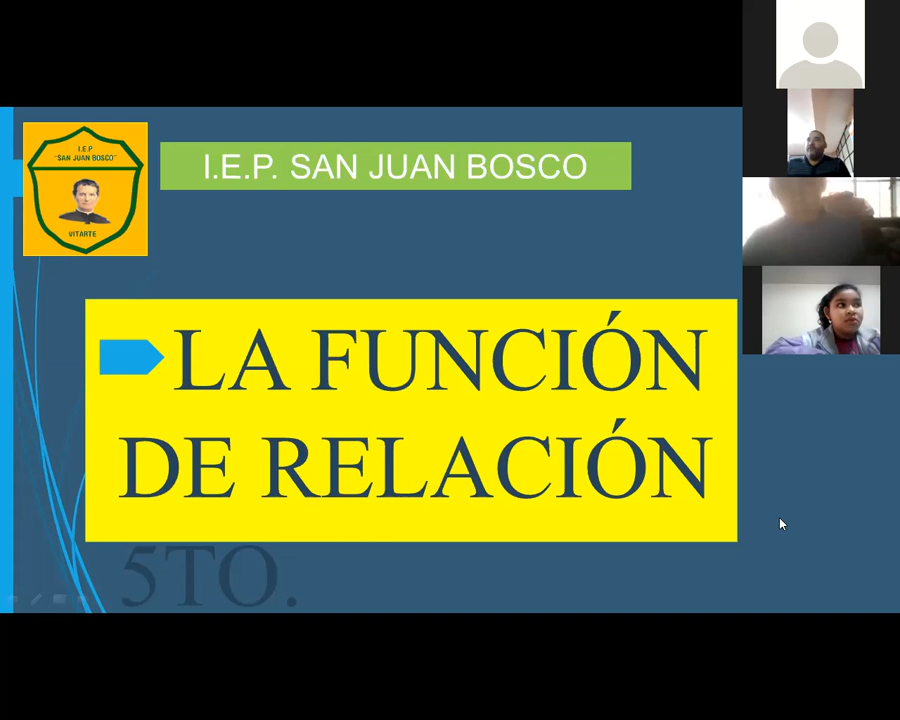 I.E.P
"SAN JUAN BOSCO"
VITARTE
I.E.P. SAN JUAN BOSCO
LA FUNCIÓN
DE RELACIÓN
5TO.